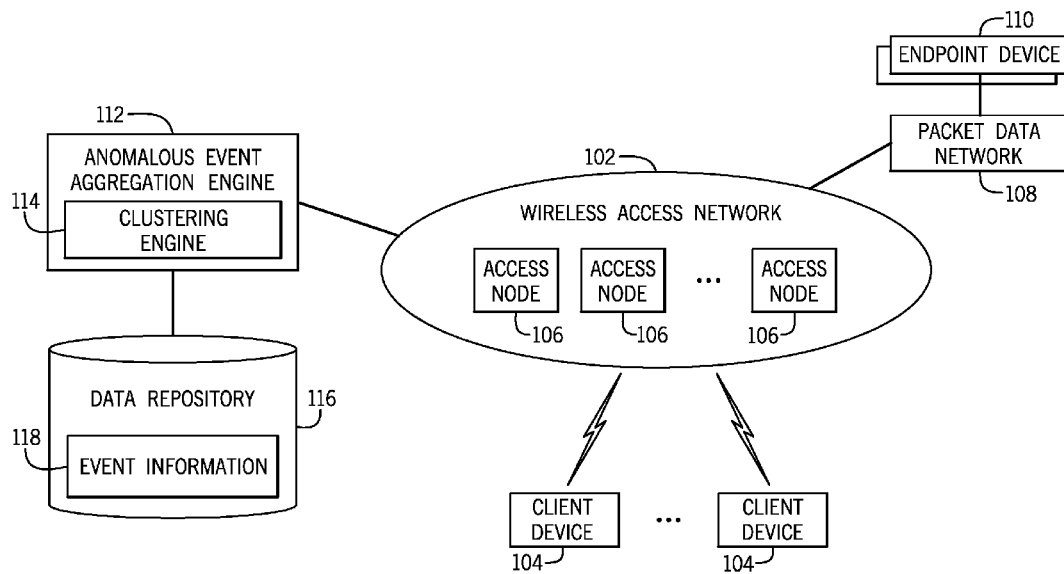 110
ENDPOINT DEVICE
PACKET DATA
NETWORK
108
112
ANOMALOUS EVENT
AGGREGATION ENGINE
114
CLUSTERING
ENGINE
102
WIRELESS ACCESS NETWORK
ACCESS
NODE
106
ACCESS
NODE
106
...
ACCESS
NODE
106
DATA REPOSITORY
116
118
EVENT INFORMATION
CLIENT
DEVICE
104
...
CLIENT
DEVICE
104